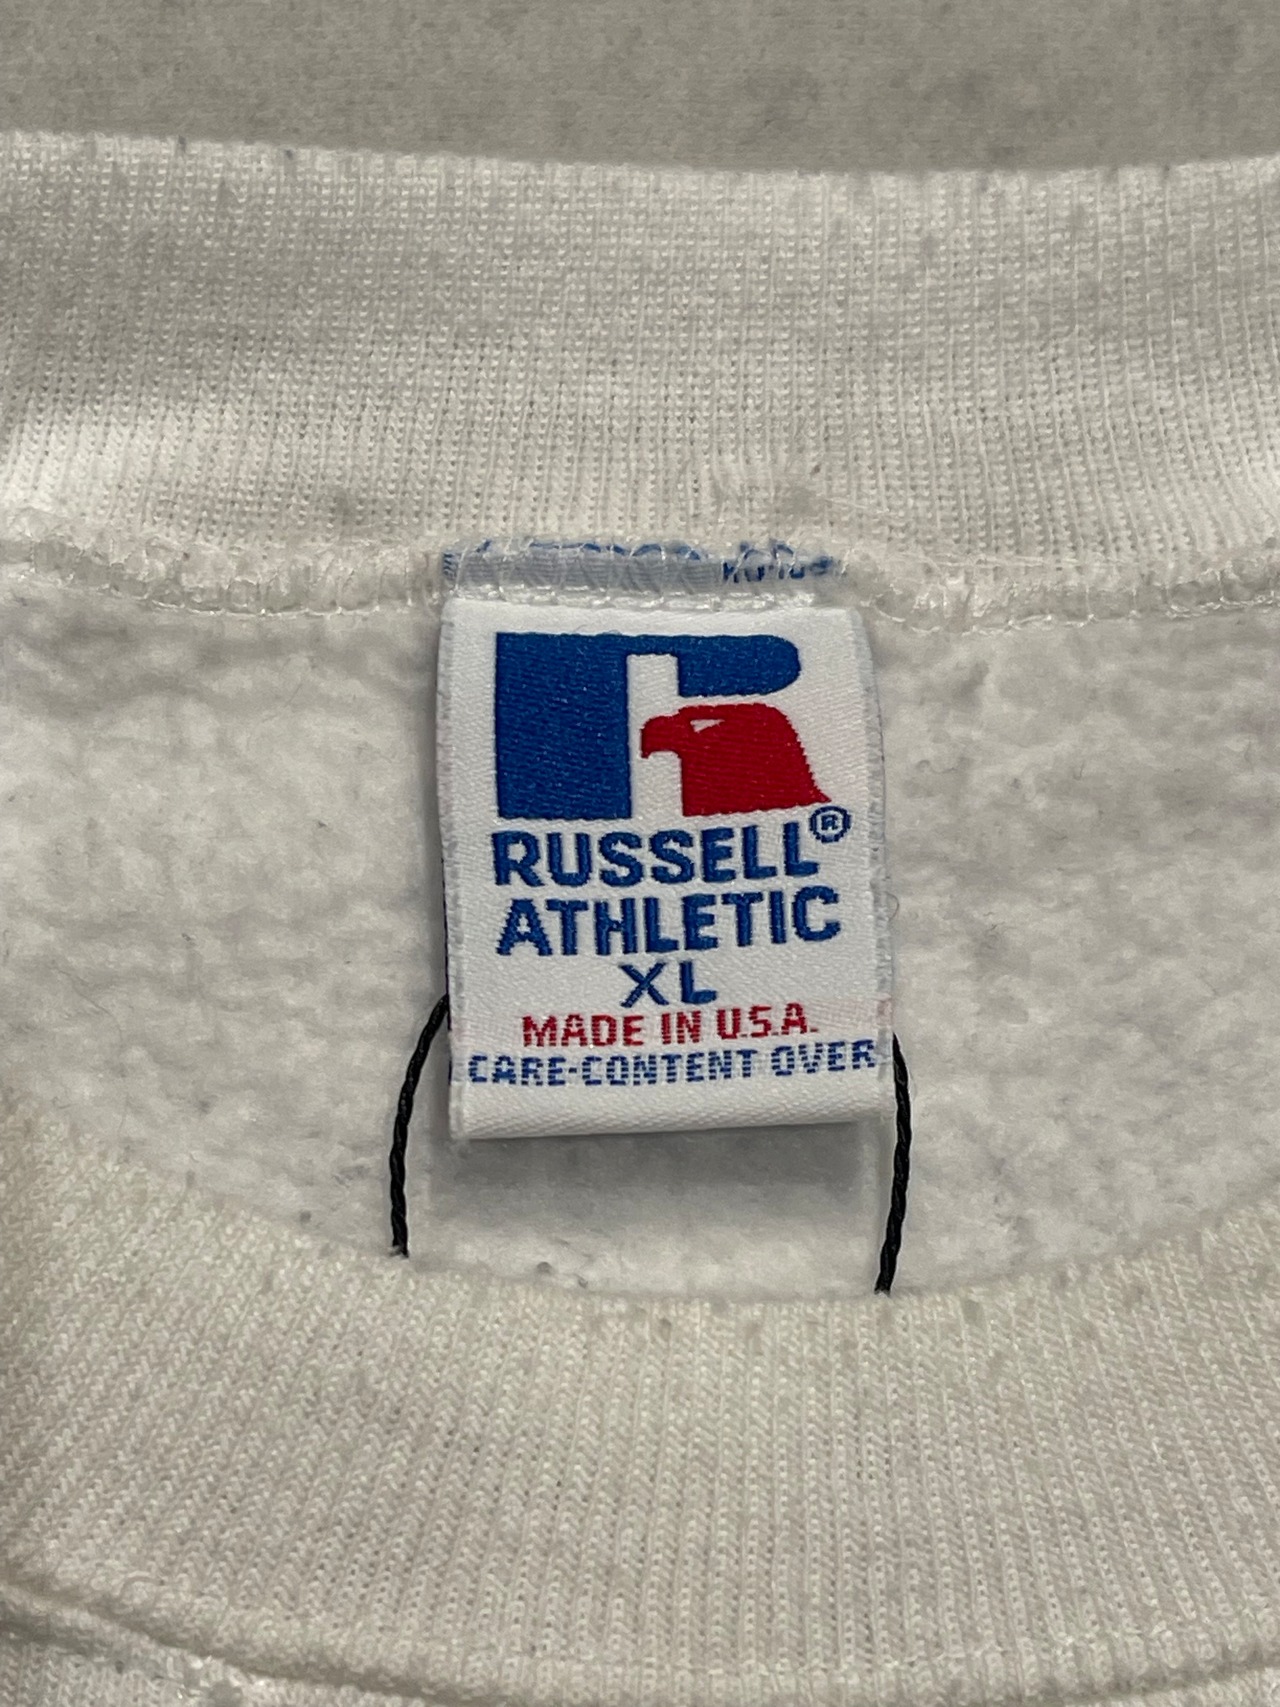 RUSSELL®
ATHLETIC
XL
MADE IN U.S.A.
CARE-CONTENT OVER